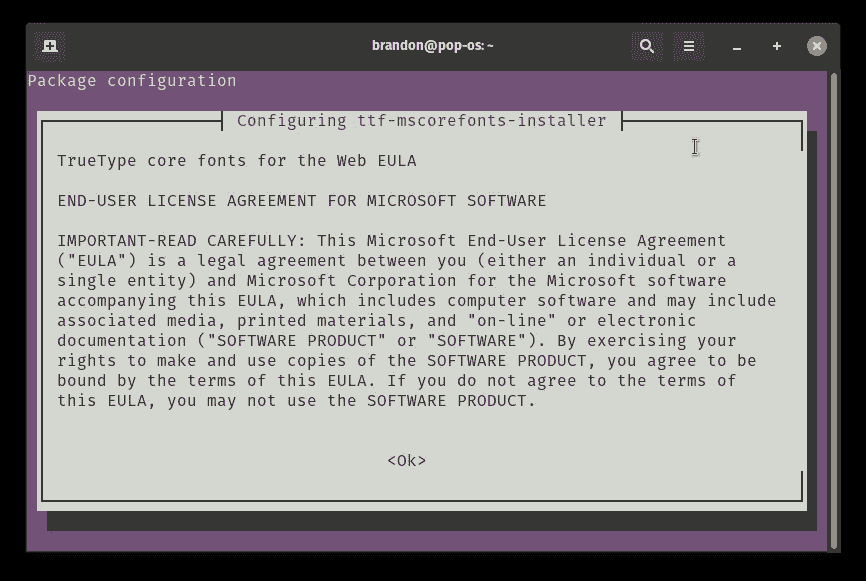 brandon@pop-os: ~
Package configuration
Configuring ttf-mscorefonts-installer
TrueType core fonts for the Web EULA
END-USER LICENSE AGREEMENT FOR MICROSOFT SOFTWARE
IMPORTANT-READ CAREFULLY: This Microsoft End-User License Agreement
("EULA") is a legal agreement between you (either an individual or a
single entity) and Microsoft Corporation for the Microsoft software
accompanying this EULA, which includes computer software and may include
associated media, printed materials, and "on-line" or electronic
documentation ("SOFTWARE PRODUCT" or "SOFTWARE"). By exercising your
rights to make and use copies of the SOFTWARE PRODUCT, you agree to be
bound by the terms of this EULA. If you do not agree to the terms of
this EULA, you may not use the SOFTWARE PRODUCT.
<Ok>